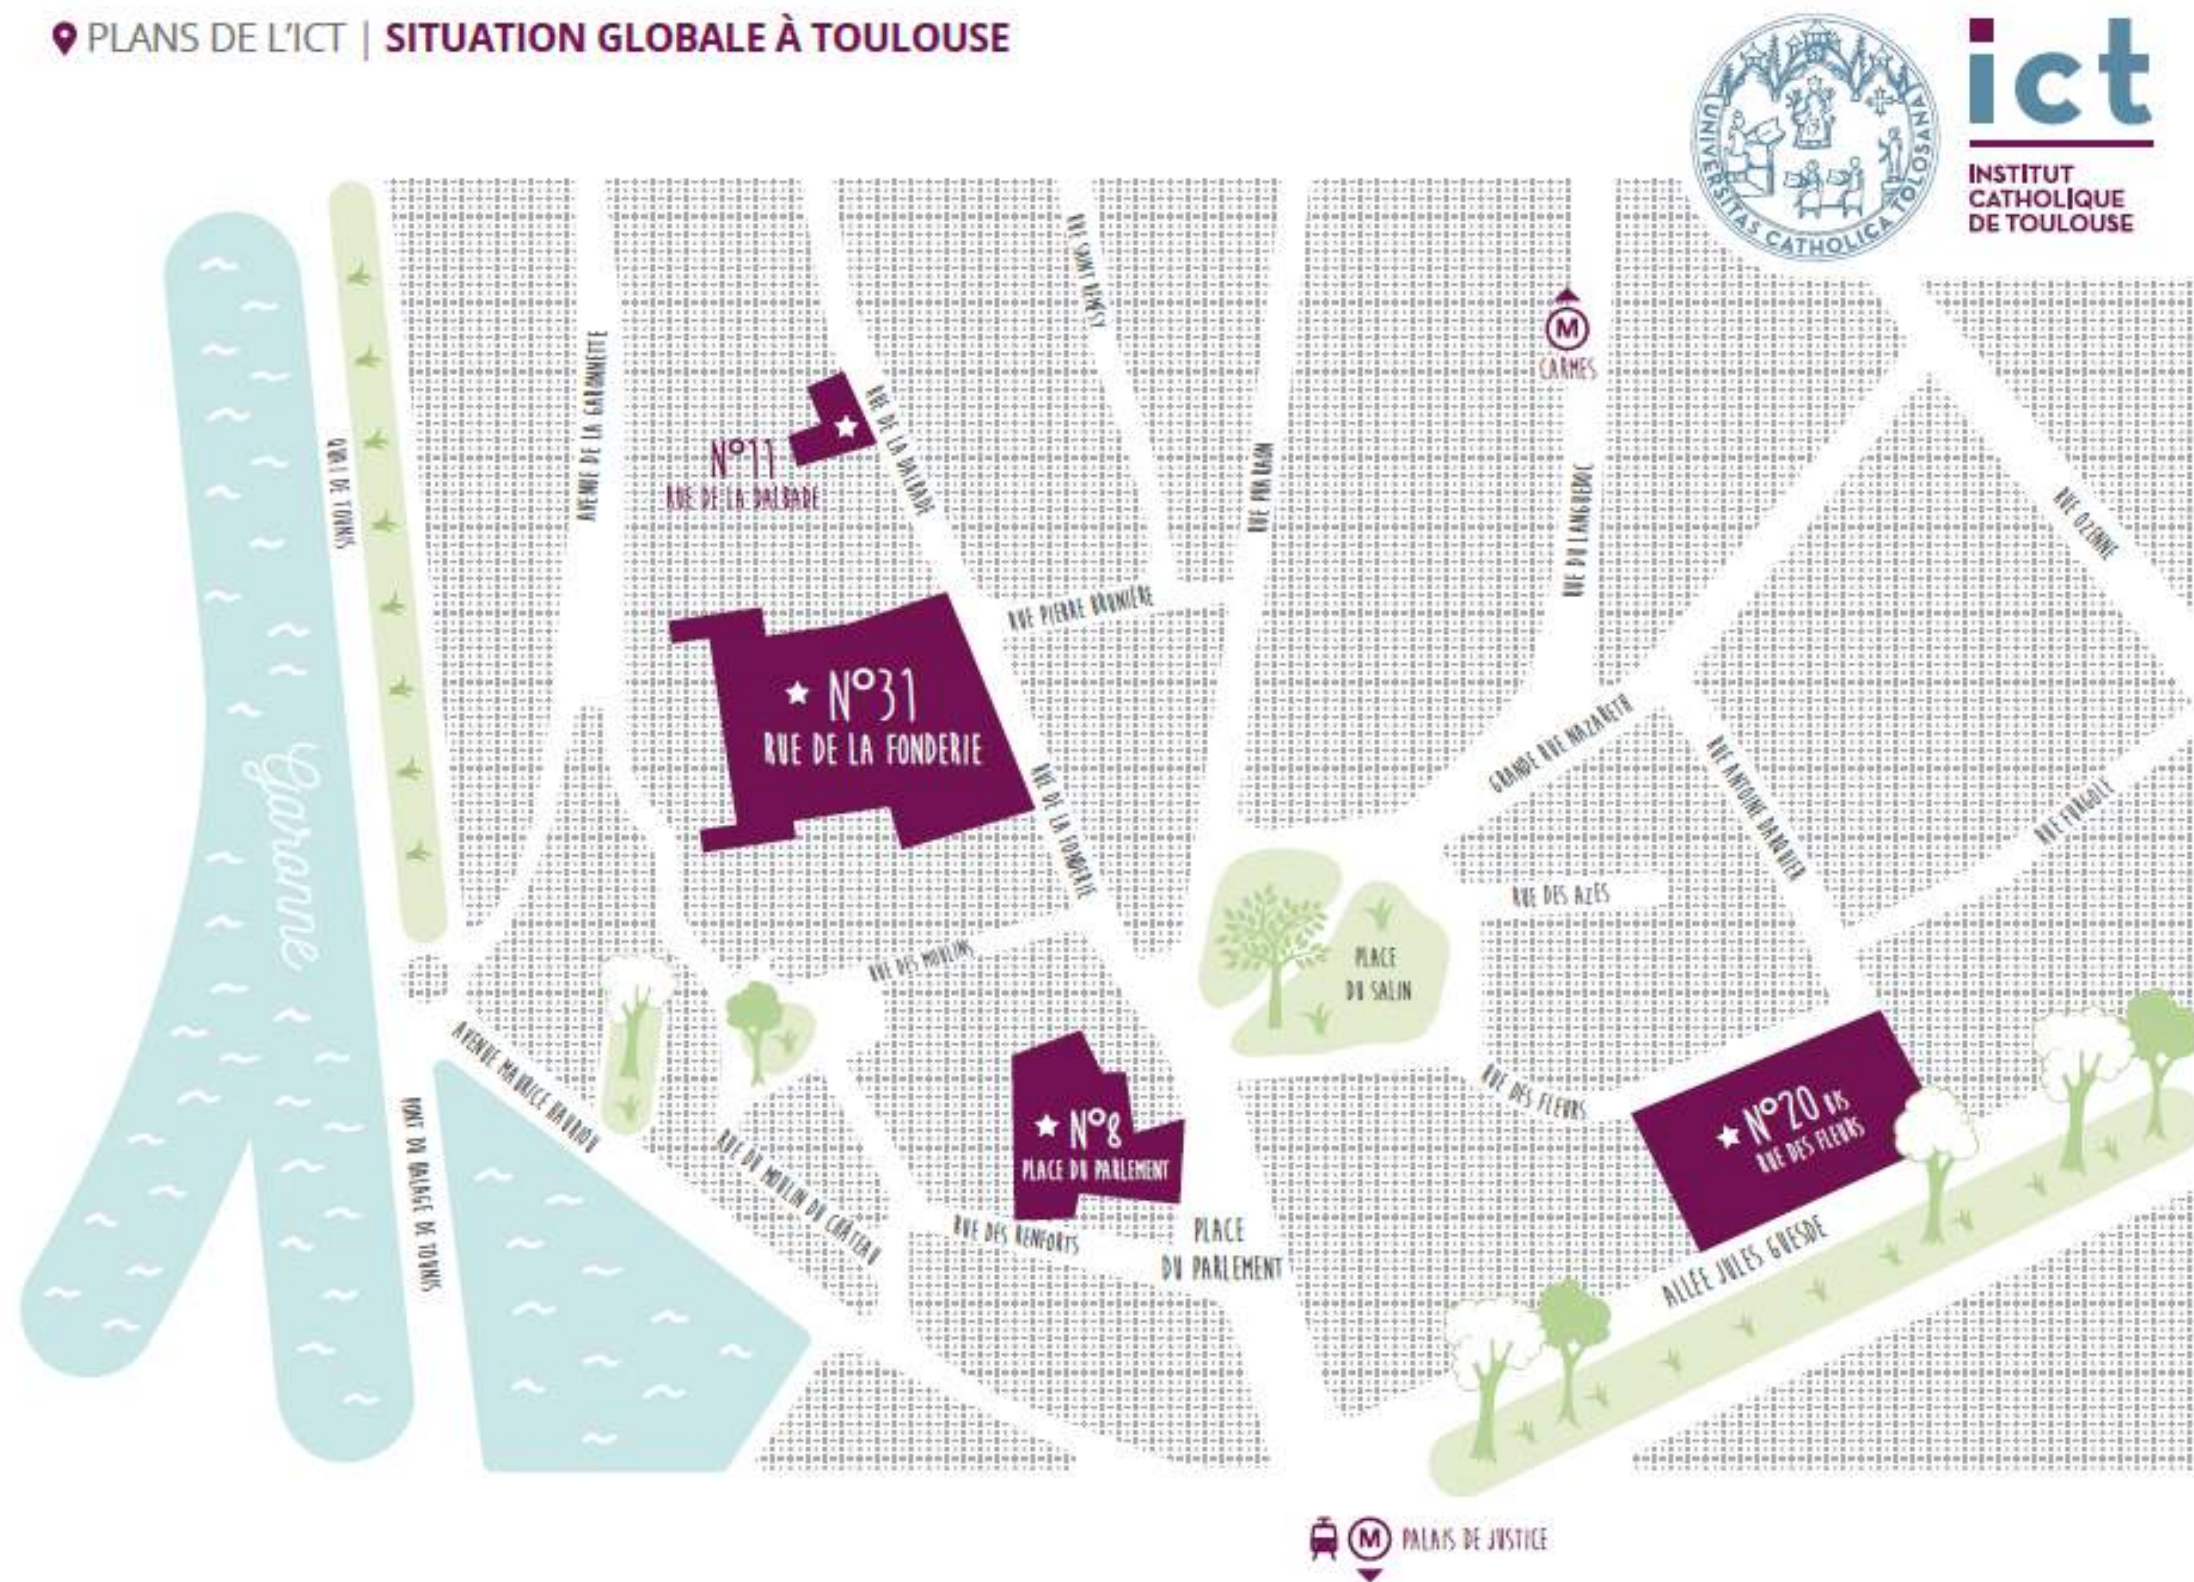 PLANS DE L'ICT | SITUATION GLOBALE À TOULOUSE
UNIVERSITAS CATHOLICA TOLOSANA
ict
INSTITUT
CATHOLIQUE
DE TOULOUSE
RUE SAINT REMESY
M
CARMES
AVENUE DE LA GARONNETTE
QUAI DE TOUNIS
N°11
RUE DE LA DALBADE
RUE DE LA DALBADE
RUE PHARAON
RUE DU LANGUEDOC
RUE OZENNE
RUE PIERRE BRUNIÈRE
N°31
RUE DE LA FONDERIE
RUE DE LA FONDERIE
GRANDE RUE NAZARETH
RUE ANTOINE DARQUIER
RUE FURGOLE
Garonne
RUE DES AZES
RUE DES MOULINS
PLACE
DU SALIN
AVENUE MAURICE HAURIOU
PONT DU HALAGE DE TOUNIS
RUE DU MOULIN DU CHÂTEAU
N°8
PLACE DU PARLEMENT
RUE DES RENFORTS
PLACE
DU PARLEMENT
RUE DES FLEURS
N°20 BIS
RUE DES FLEURS
ALLÉE JULES GUESDE
M PALAIS DE JUSTICE